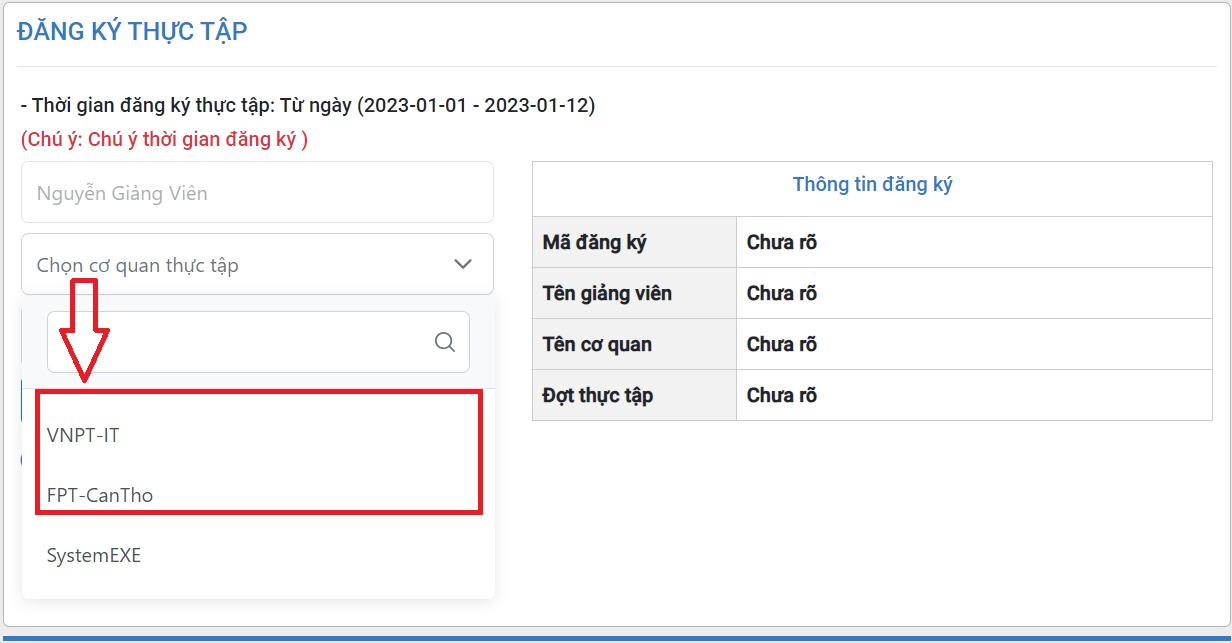 ĐĂNG KÝ THỰC TẬP
- Thời gian đăng ký thực tập: Từ ngày (2023-01-01 - 2023-01-12)
(Chú ý: Chú ý thời gian đăng ký )
Nguyễn Giảng Viên
Chọn cơ quan thực tập
VNPT-IT
FPT-CanTho
SystemEXE
Thông tin đăng ký
Mã đăng ký Chưa rõ
Tên giảng viên Chưa rõ
Tên cơ quan Chưa rõ
Đợt thực tập Chưa rõ